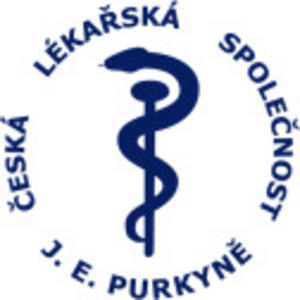 ČESKÁ LÉKAŘSKÁ SPOLEČNOST
J. E. PURKYNĚ